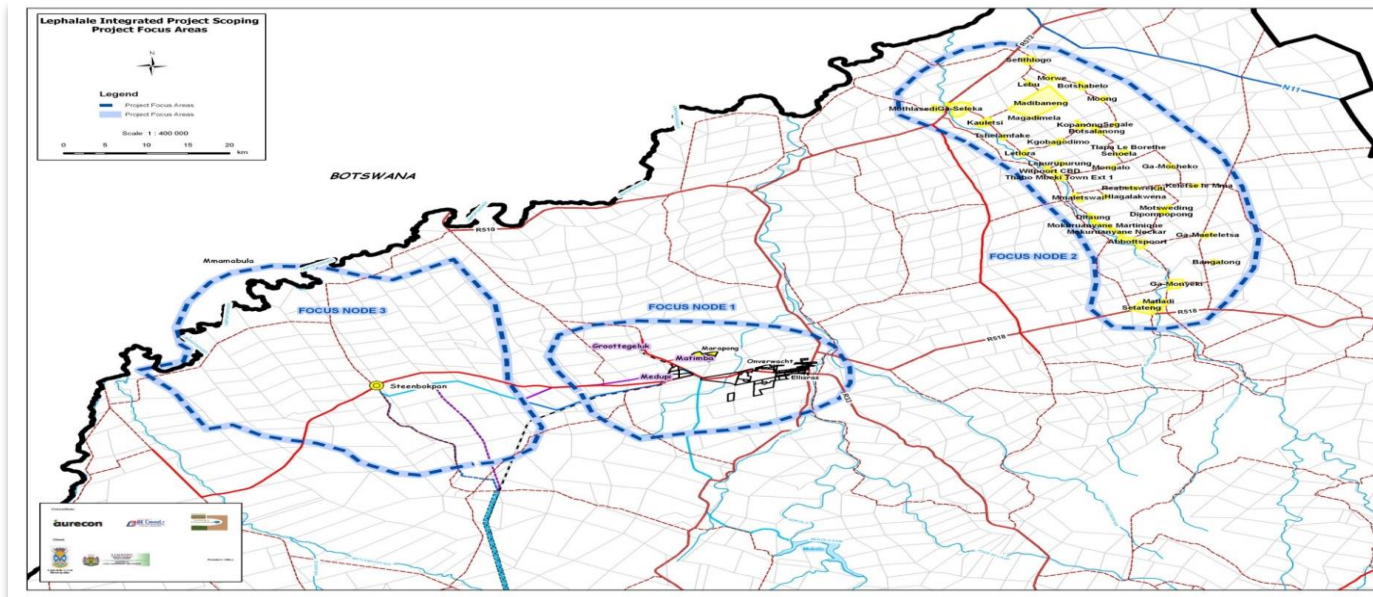 Lephalale Integrated Project Scoping
Project Focus Areas
N
Legend
Project Focus Areas
Project Focus Areas
Scale 1 : 400 000
0 5 10 20
km
BOTSWANA
Mmamabula
R510
R572
N11
FOCUS NODE 3
FOCUS NODE 1
FOCUS NODE 2
Steenbokpan
Groottegeluk
Marapong
Matimba
Medupi
Onverwacht
Ellisras
R33
R518
R518
Sefithlogo
Morwe
Lebu
Botshabelo
Moong
Madibaneng
Mothlasedi
Ga-Seleka
Magadimela
Kauletsi
Kopanong
Segale
Botsalanong
Tshelamfake
Kgobagodimo
Letlora
Tlapa Le Borethe
Senoela
Lekurupurung
Mongalo
Ga-Mocheko
Witpoort CBD
Thabo Mbeki Town Ext 1
Reabetswe
Kelefse le Mma
Mmaletswai
Hlagalakwena
Motsweding
Ditaung
Dipompopong
Mokuruanyane Martinique
Mokuruanyane Neckar
Abbottspoort
Ga-Maeteletsa
Bangalong
Ga-Monyeki
Matladi
Setateng
aurecon